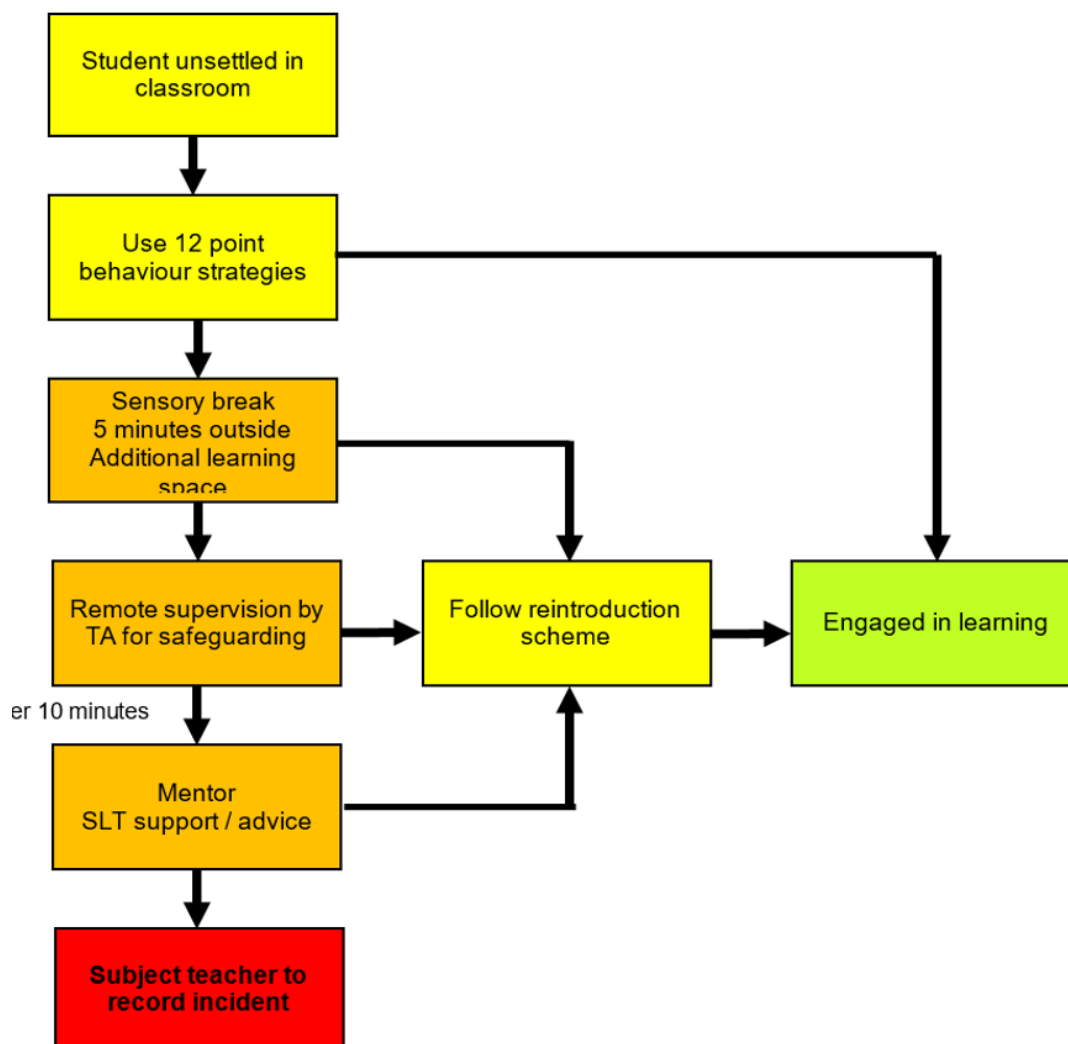 Student unsettled in
classroom
Use 12 point
behaviour strategies
Sensory break
5 minutes outside
Additional learning
space
Remote supervision by
TA for safeguarding
Follow reintroduction
scheme
Engaged in learning
er 10 minutes
Mentor
SLT support / advice
Subject teacher to
record incident